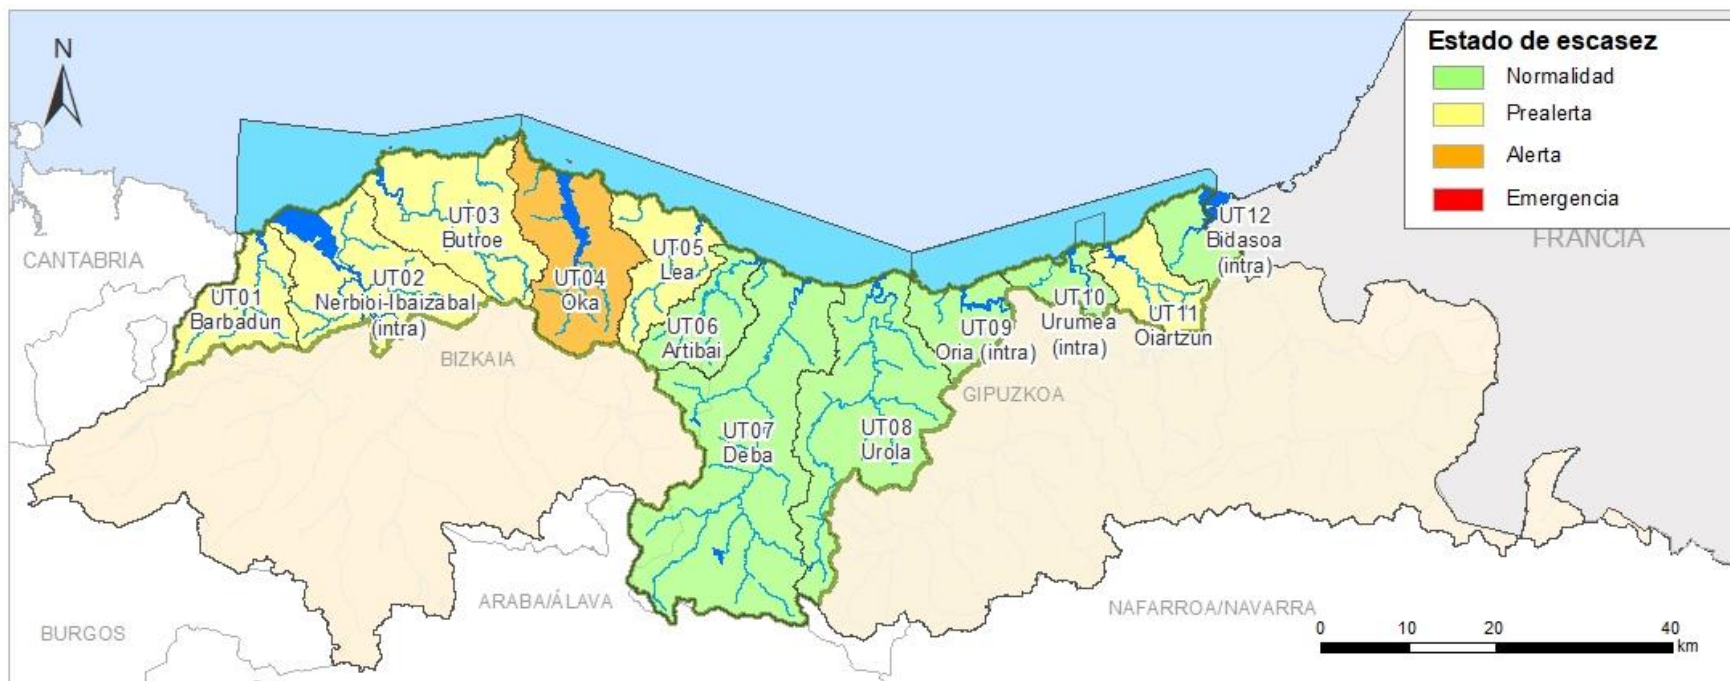 N
Estado de escasez
Normalidad
Prealerta
Alerta
Emergencia
CANTABRIA
FRANCIA
UT01
Barbadun
UT02
Nerbioi-Ibaizabal
(intra)
UT03
Butroe
UT04
Oka
UT05
Lea
UT06
Artibai
UT07
Deba
UT08
Urola
UT09
Oria (intra)
UT10
Urumea
(intra)
UT11
Oiartzun
UT12
Bidasoa
(intra)
BIZKAIA
GIPUZKOA
ARABA/ÁLAVA
NAFARROA/NAVARRA
BURGOS
0 10 20 40
km